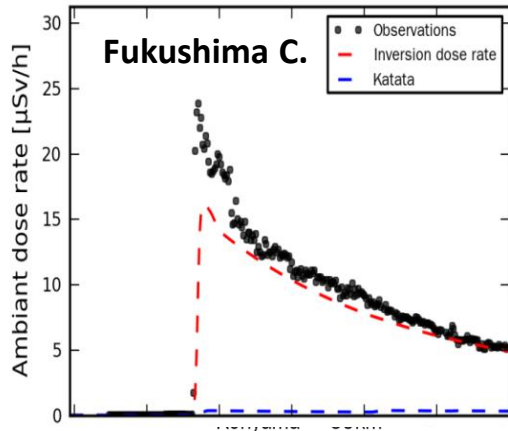 30
Fukushima C.
Observations
Inversion dose rate
Katata
25
20
15
10
5
0
Ambiant dose rate [µSv/h]